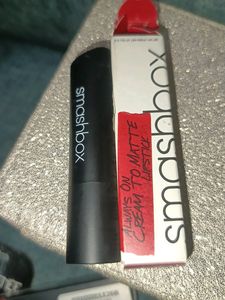 smashbox
ALWAYS ON
CREAM TO MATTE
LIPSTICK
smashbox